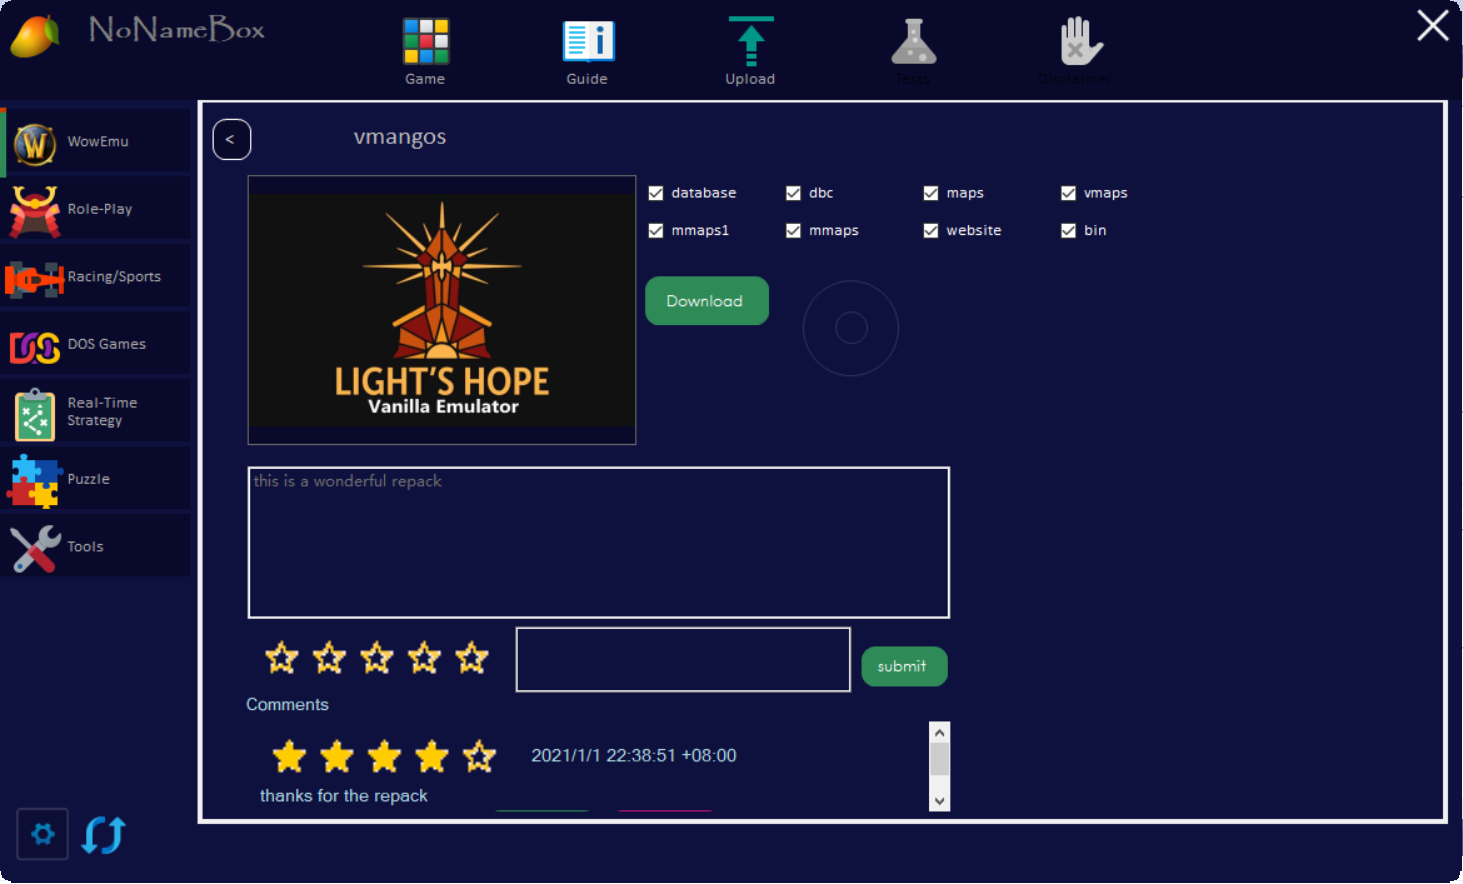 NoNameBox
Game
Guide
Upload
Tests
Disclaimer
WowEmu
Role-Play
Racing/Sports
DOS Games
Real-Time
Strategy
Puzzle
Tools
<
vmangos
LIGHT'S HOPE
Vanilla Emulator
database
dbc
maps
vmaps
mmaps1
mmaps
website
bin
Download
this is a wonderful repack
submit
Comments
2021/1/1 22:38:51 +08:00
thanks for the repack